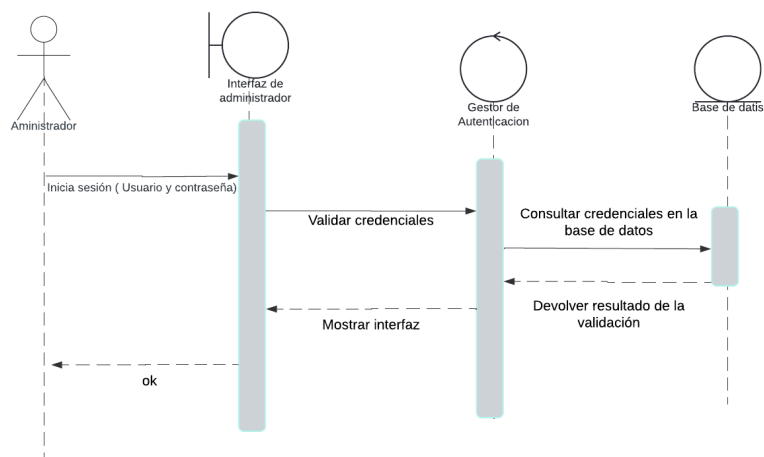 Interfaz de
administrador
Gestor de
Autenticacion
Base de datis
Aministrador
Inicia sesión ( Usuario y contraseña)
Validar credenciales
Consultar credenciales en la
base de datos
Devolver resultado de la
validación
Mostrar interfaz
ok